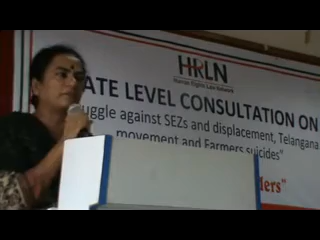 HRLN
Human Rights Law Network
ATE LEVEL CONSULTATION ON
uggle against SEZs and displacement, Telangana
movement and Farmers suicides"
ders"